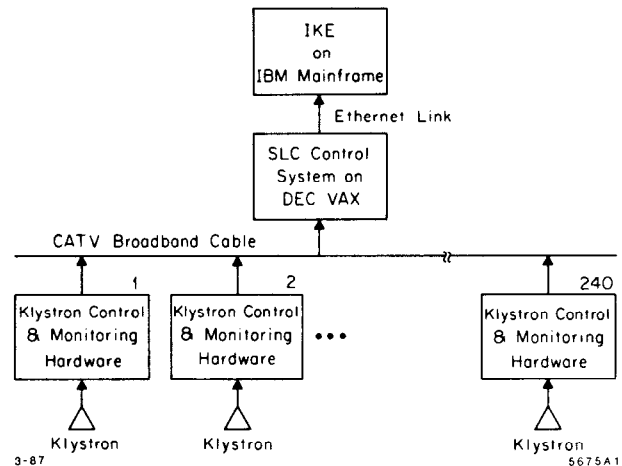 IKE
on
IBM Mainframe
Ethernet Link
SLC Control
System on
DEC VAX
CATV Broadband Cable
1
2
240
Klystron Control
& Monitoring
Hardware
Klystron Control
& Monitoring
Hardware
•••
Klystron Control
& Monitoring
Hardware
Klystron
Klystron
Klystron
3-87
5675A1